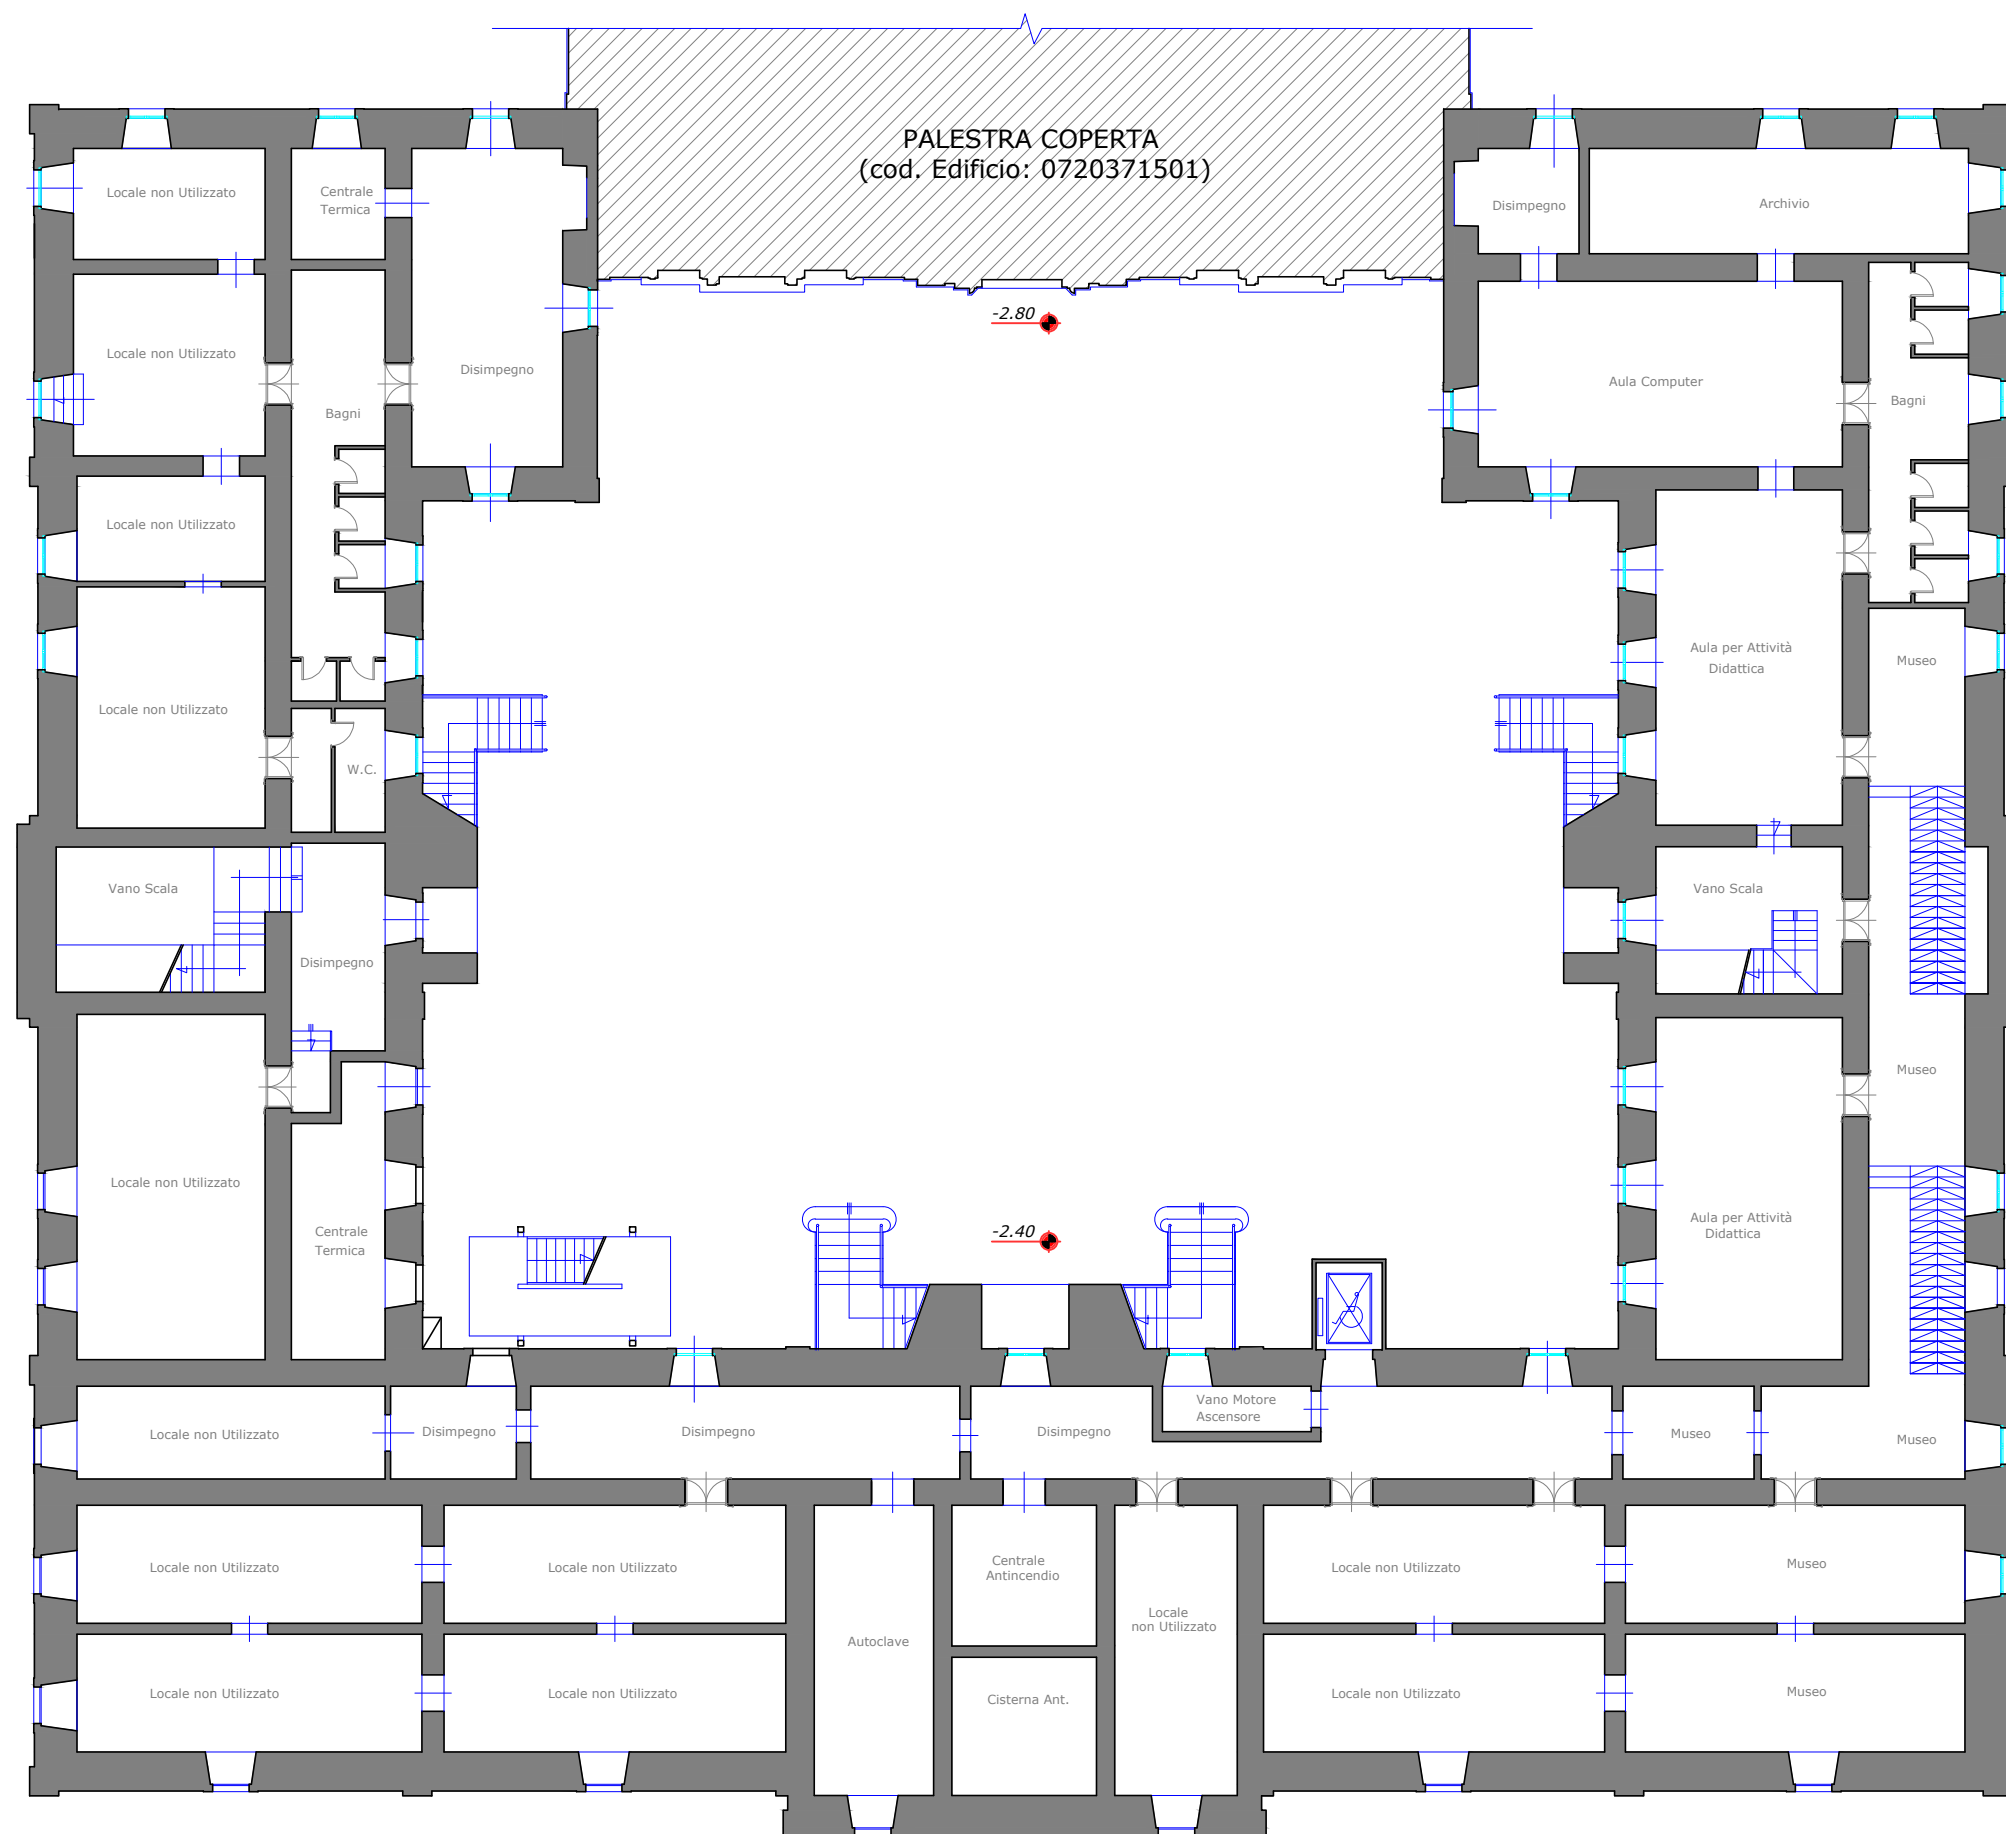 PALESTRA COPERTA
(cod. Edificio: 0720371501)
Locale non Utilizzato
Centrale
Termica
Disimpegno
Archivio
-2.80
Locale non Utilizzato
Disimpegno
Bagni
Aula Computer
Bagni
Locale non Utilizzato
Aula per Attività
Didattica
Museo
Locale non Utilizzato
W.C.
Vano Scala
Vano Scala
Disimpegno
Museo
Locale non Utilizzato
Centrale
Termica
-2.40
Aula per Attività
Didattica
Vano Motore
Ascensore
Locale non Utilizzato
Disimpegno
Disimpegno
Disimpegno
Museo
Museo
Locale non Utilizzato
Locale non Utilizzato
Centrale
Antincendio
Locale non Utilizzato
Museo
Locale
non Utilizzato
Autoclave
Locale non Utilizzato
Locale non Utilizzato
Cisterna Ant.
Locale non Utilizzato
Museo